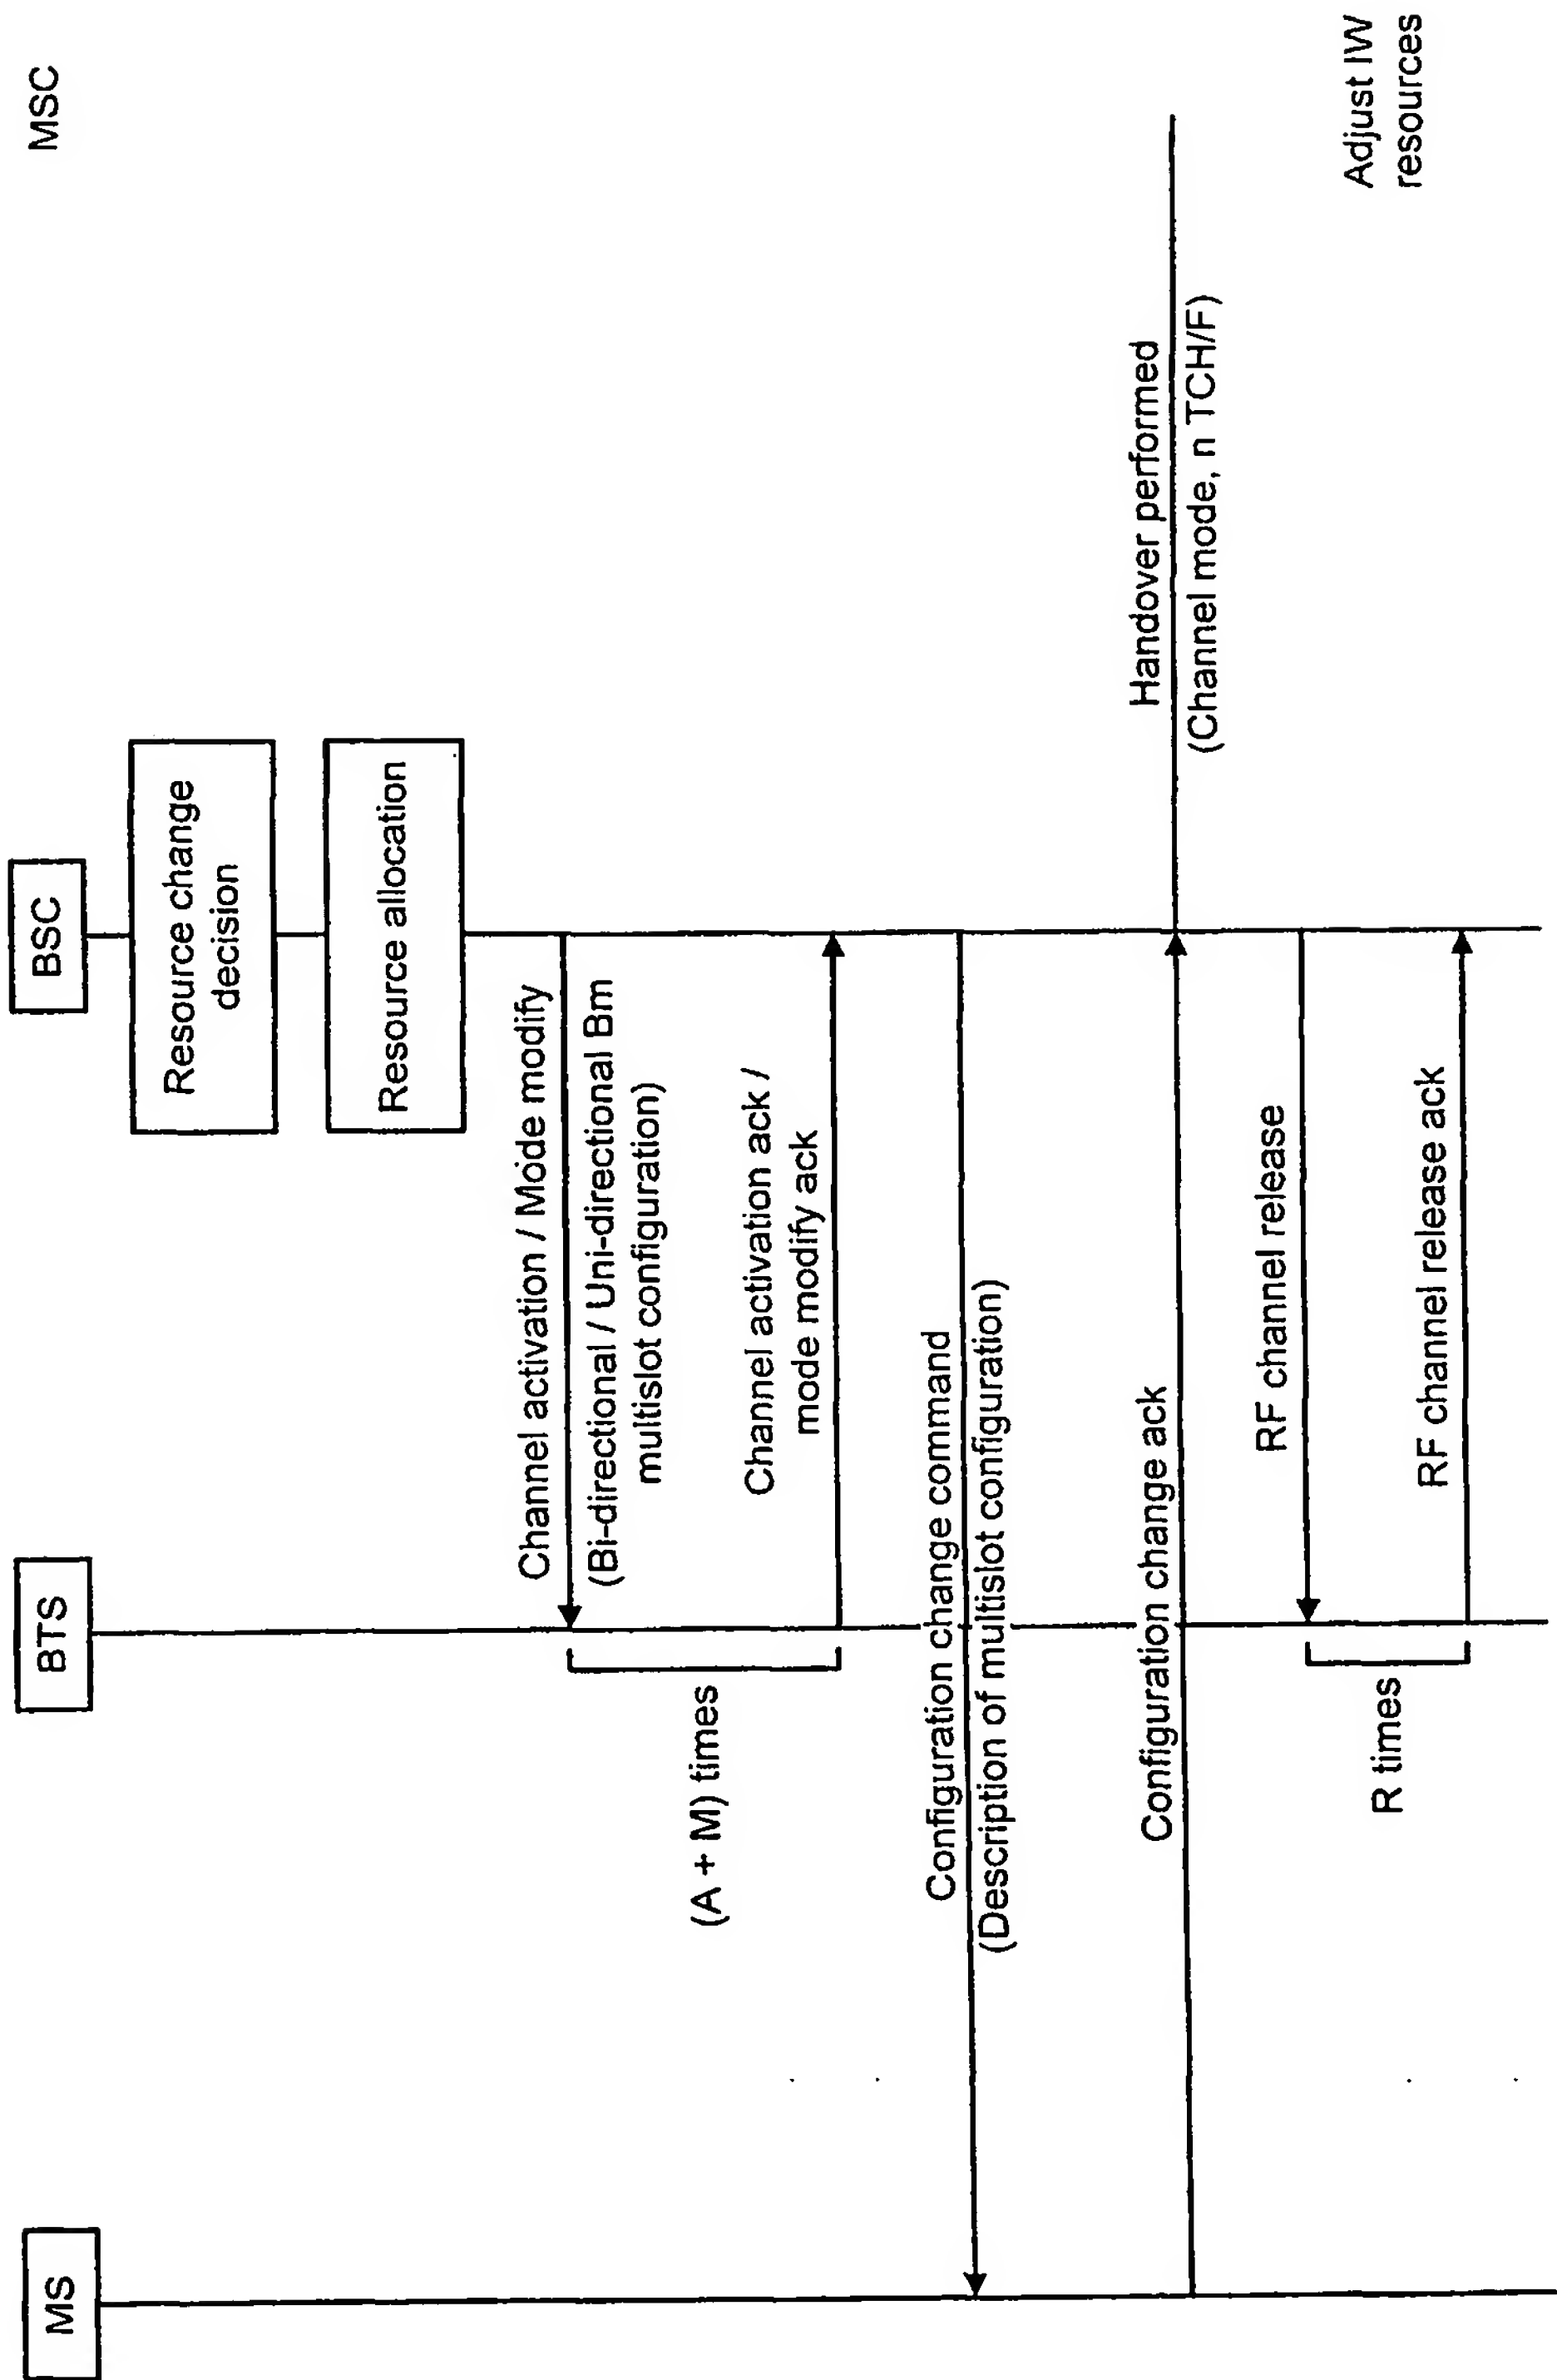 MS
BTS
BSC
MSC
Resource change
decision
Resource allocation
Channel activation / Mode modify
(Bi-directional / Uni-directional Bm
multislot configuration)
(A + M) times
Channel activation ack /
mode modify ack
Configuration change command
(Description of multislot configuration)
Configuration change ack
Handover performed
(Channel mode, n TCH/F)
RF channel release
R times
RF channel release ack
Adjust IW
resources